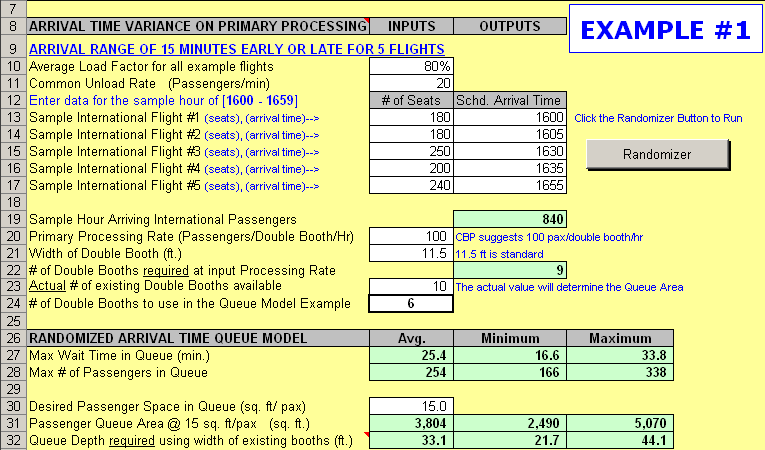 7
8 ARRIVAL TIME VARIANCE ON PRIMARY PROCESSING INPUTS OUTPUTS
EXAMPLE #1
9 ARRIVAL RANGE OF 15 MINUTES EARLY OR LATE FOR 5 FLIGHTS
10 Average Load Factor for all example flights 80%
11 Common Unload Rate (Passengers/min) 20
12 Enter data for the sample hour of [1600 - 1659] # of Seats Schd. Arrival Time
13 Sample International Flight #1 (seats), (arrival time)--> 180 1600 Click the Randomizer Button to Run
14 Sample International Flight #2 (seats), (arrival time)--> 180 1605
15 Sample International Flight #3 (seats), (arrival time)--> 250 1630 Randomizer
16 Sample International Flight #4 (seats), (arrival time)--> 200 1635
17 Sample International Flight #5 (seats), (arrival time)--> 240 1655
18
19 Sample Hour Arriving International Passengers 840
20 Primary Processing Rate (Passengers/Double Booth/Hr) 100 CBP suggests 100 pax/double booth/hr
21 Width of Double Booth (ft.) 11.5 11.5 ft is standard
22 # of Double Booths required at input Processing Rate 9
23 Actual # of existing Double Booths available 10 The actual value will determine the Queue Area
24 # of Double Booths to use in the Queue Model Example 6
25
26 RANDOMIZED ARRIVAL TIME QUEUE MODEL Avg. Minimum Maximum
27 Max Wait Time in Queue (min.) 25.4 16.6 33.8
28 Max # of Passengers in Queue 254 166 338
29
30 Desired Passenger Space in Queue (sq. ft/ pax) 15.0
31 Passenger Queue Area @ 15 sq. ft/pax (sq. ft.) 3,804 2,490 5,070
32 Queue Depth required using width of existing booths (ft.) 33.1 21.7 44.1